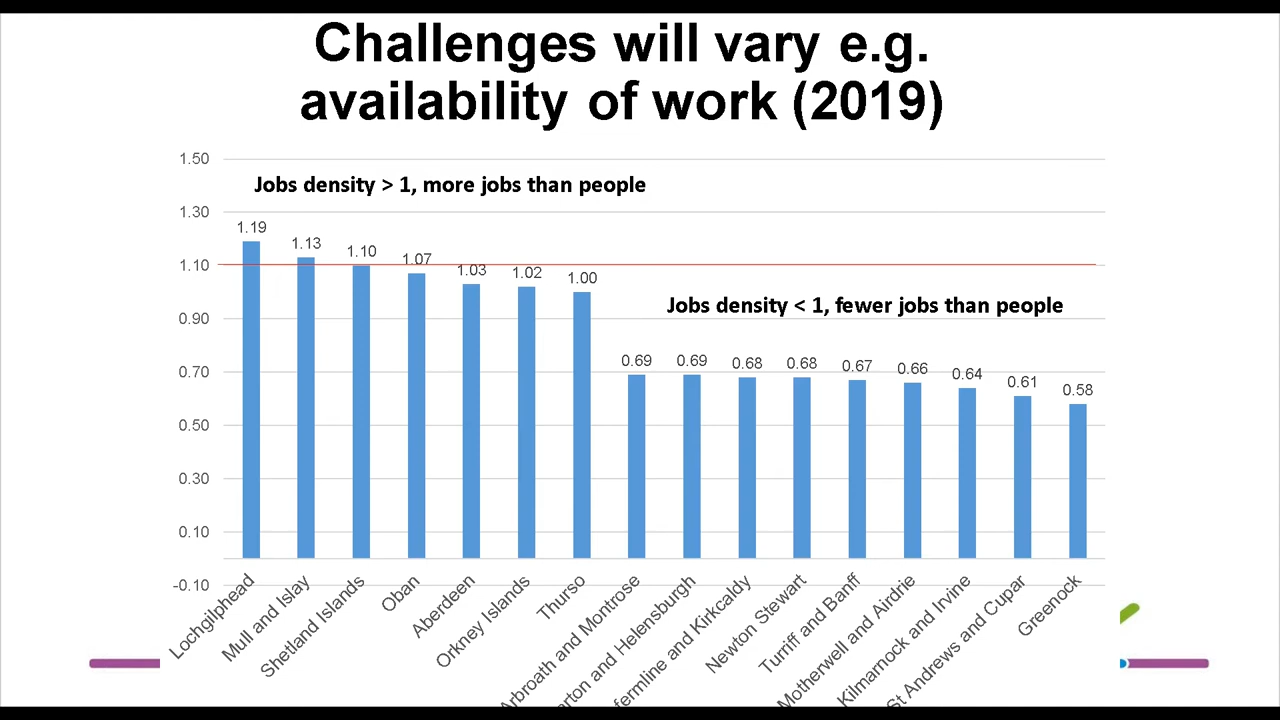 Challenges will vary e.g.
availability of work (2019)
1.50
Jobs density > 1, more jobs than people
1.30
1.19
1.13
1.10
1.07
1.03
1.02
1.00
1.10
Jobs density < 1, fewer jobs than people
0.90
0.69
0.69
0.68
0.68
0.67
0.66
0.64
0.61
0.58
0.70
0.50
0.30
0.10
-0.10
Lochgilphead
Mull and Islay
Shetland Islands
Oban
Aberdeen
Orkney Islands
Thurso
Arbroath and Montrose
and Helensburgh
and Kirkcaldy
Newton Stewart
Turriff and Banff
Motherwell and Airdrie
Kilmarnock and Irvine
St Andrews and Cupar
Greenock